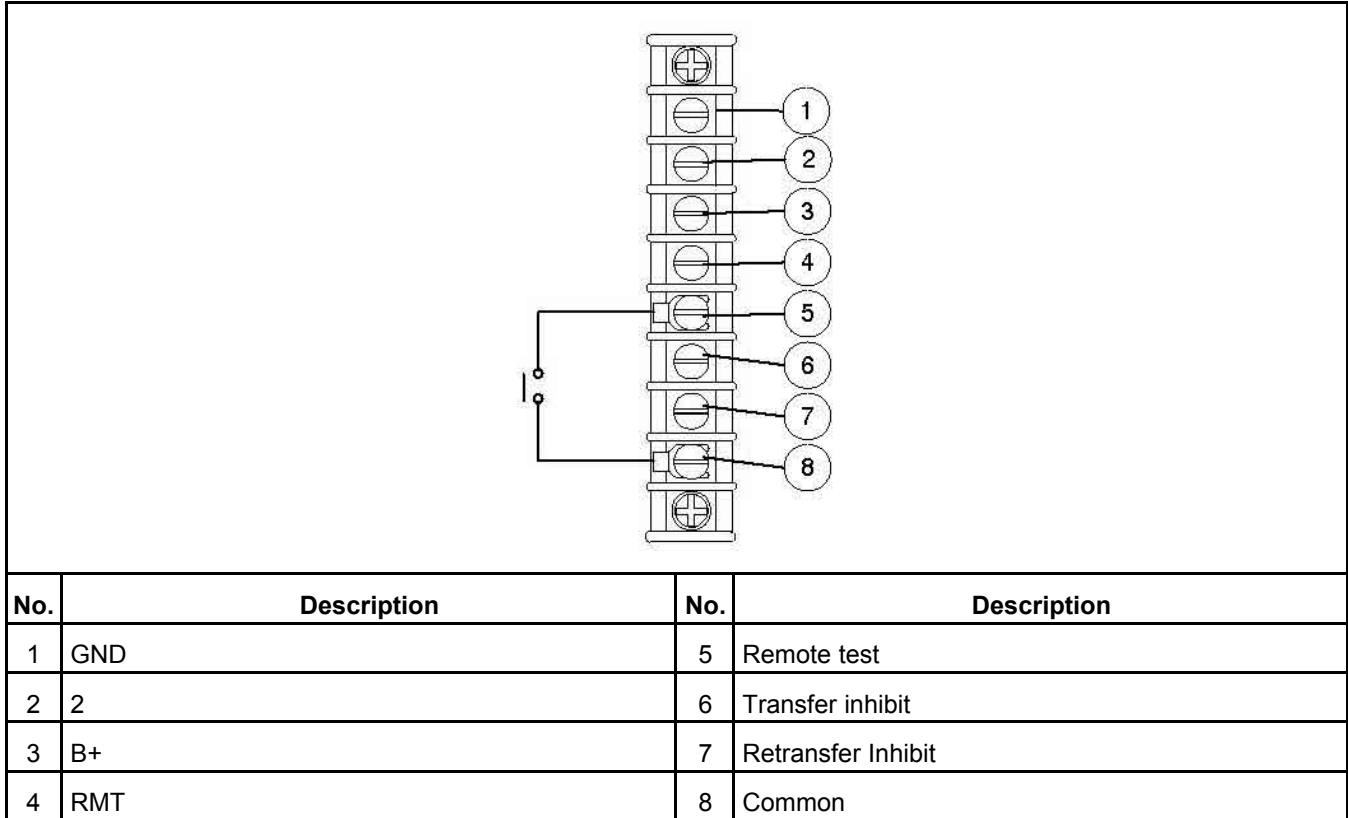 1
2
3
4
5
6
7
8
No. Description No. Description
1 GND 5 Remote test
2 2 6 Transfer inhibit
3 B+ 7 Retransfer Inhibit
4 RMT 8 Common